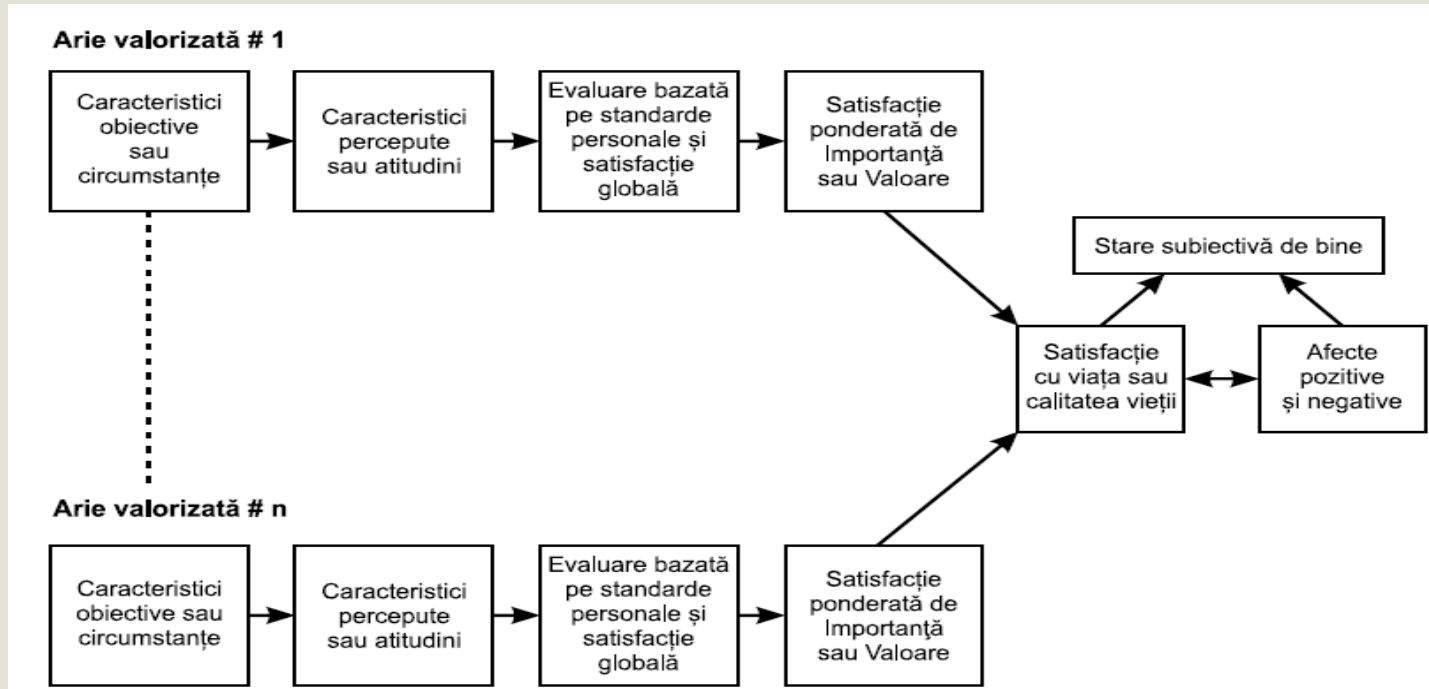 Arie valorizată # 1
Caracteristici
obiective
sau
circumstanțe
Caracteristici
percepute
sau atitudini
Evaluare bazată
pe standarde
personale și
satisfacție
globală
Satisfacție
ponderată de
Importanţă
sau Valoare
Stare subiectivă de bine
Satisfacție
cu viața sau
calitatea vieții
Afecte
pozitive
și negative
Arie valorizată # n
Caracteristici
obiective sau
circumstanțe
Caracteristici
percepute
sau atitudini
Evaluare bazată
pe standarde
personale și
satisfacție
globală
Satisfacție
ponderată de
Importanţă
sau Valoare